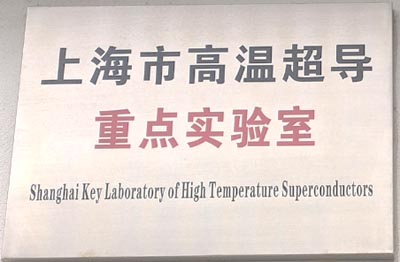 上海市高温超导
重点实验室
Shanghai Key Laboratory of High Temperature Superconductors